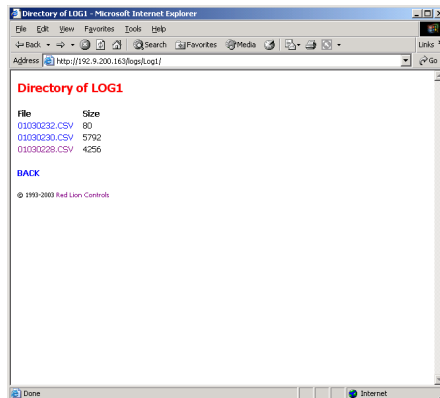 Directory of LOG1 - Microsoft Internet Explorer
File Edit View Favorites Tools Help
Back Search Favorites Media Links
Address http://192.9.200.163/logs/Log1/ Go
Directory of LOG1
File Size
01030232.CSV 80
01030230.CSV 5792
01030228.CSV 4256
BACK
© 1993-2003 Red Lion Controls
Done Internet